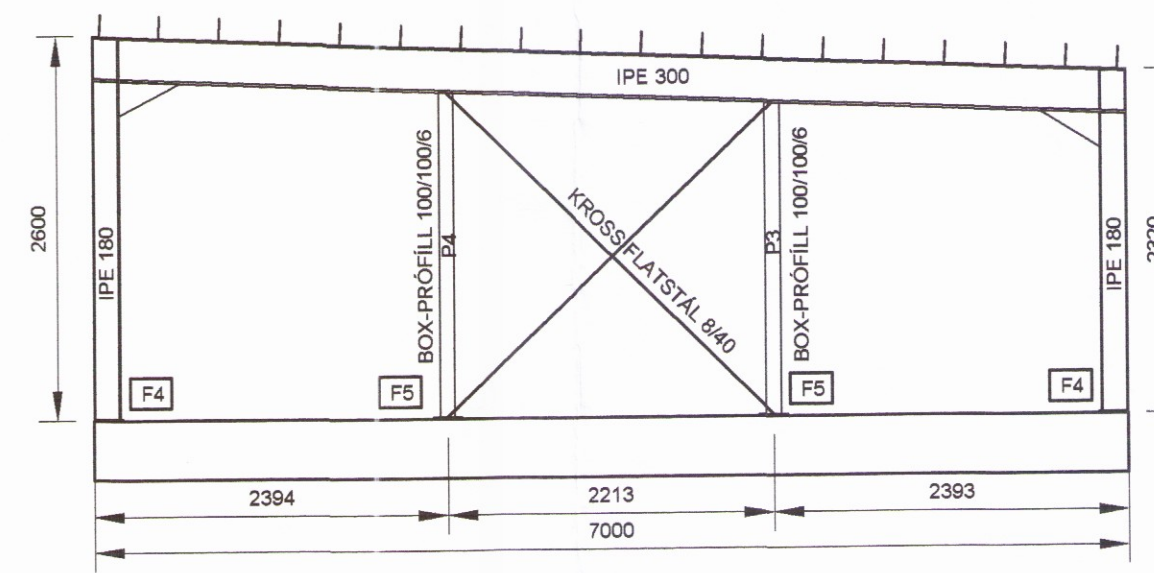 IPE 300
2600
IPE 180
BOX-PRÓFÍLL 100/100/6
P4
KROSS FLATSTÁL 8/40
P3
BOX-PRÓFÍLL 100/100/6
IPE 180
2320
F4
F5
F5
F4
2394
2213
2393
7000